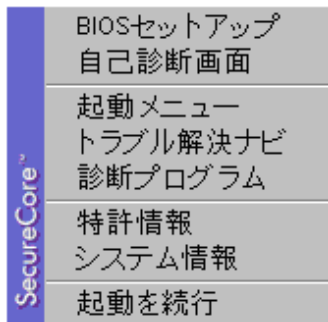 BIOSセットアップ
自己診断画面
起動メニュー
トラブル解決ナビ
診断プログラム
特許情報
システム情報
起動を続行
SecureCore™